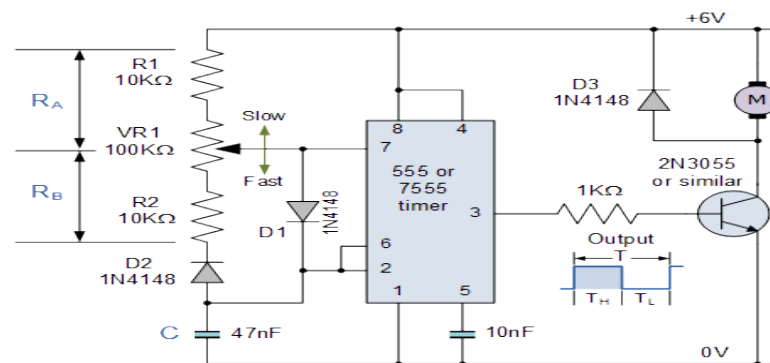 +6V
R1
10KΩ
RA
VR1
100KΩ
Slow
Fast
RB
R2
10KΩ
D2
1N4148
C
47nF
D1
1N4148
8
4
7
555 or
7555
timer
3
6
2
1
5
10nF
1KΩ
Output
T
TH
TL
D3
1N4148
M
2N3055
or similar
0V